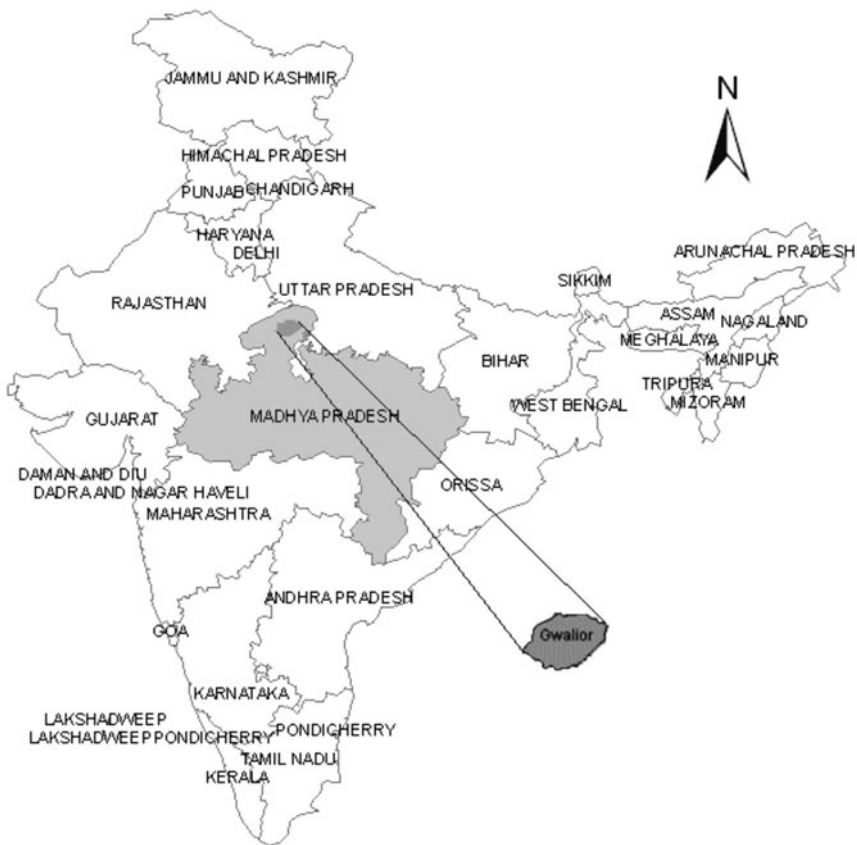 JAMMU AND KASHMIR
N
HIMACHAL PRADESH
PUNJAB
CHANDIGARH
HARYANA
DELHI
ARUNACHAL PRADESH
SIKKIM
UTTAR PRADESH
RAJASTHAN
ASSAM
NAGALAND
MEGHALAYA
BIHAR
MANIPUR
TRIPURA
MIZORAM
WEST BENGAL
GUJARAT
MADHYA PRADESH
DAMAN AND DIU
ORISSA
DADRA AND NAGAR HAVELI
MAHARASHTRA
ANDHRA PRADESH
GOA
Gwalior
KARNATAKA
LAKSHADWEEP
PONDICHERRY
LAKSHADWEEP PONDICHERRY
TAMIL NADU
KERALA